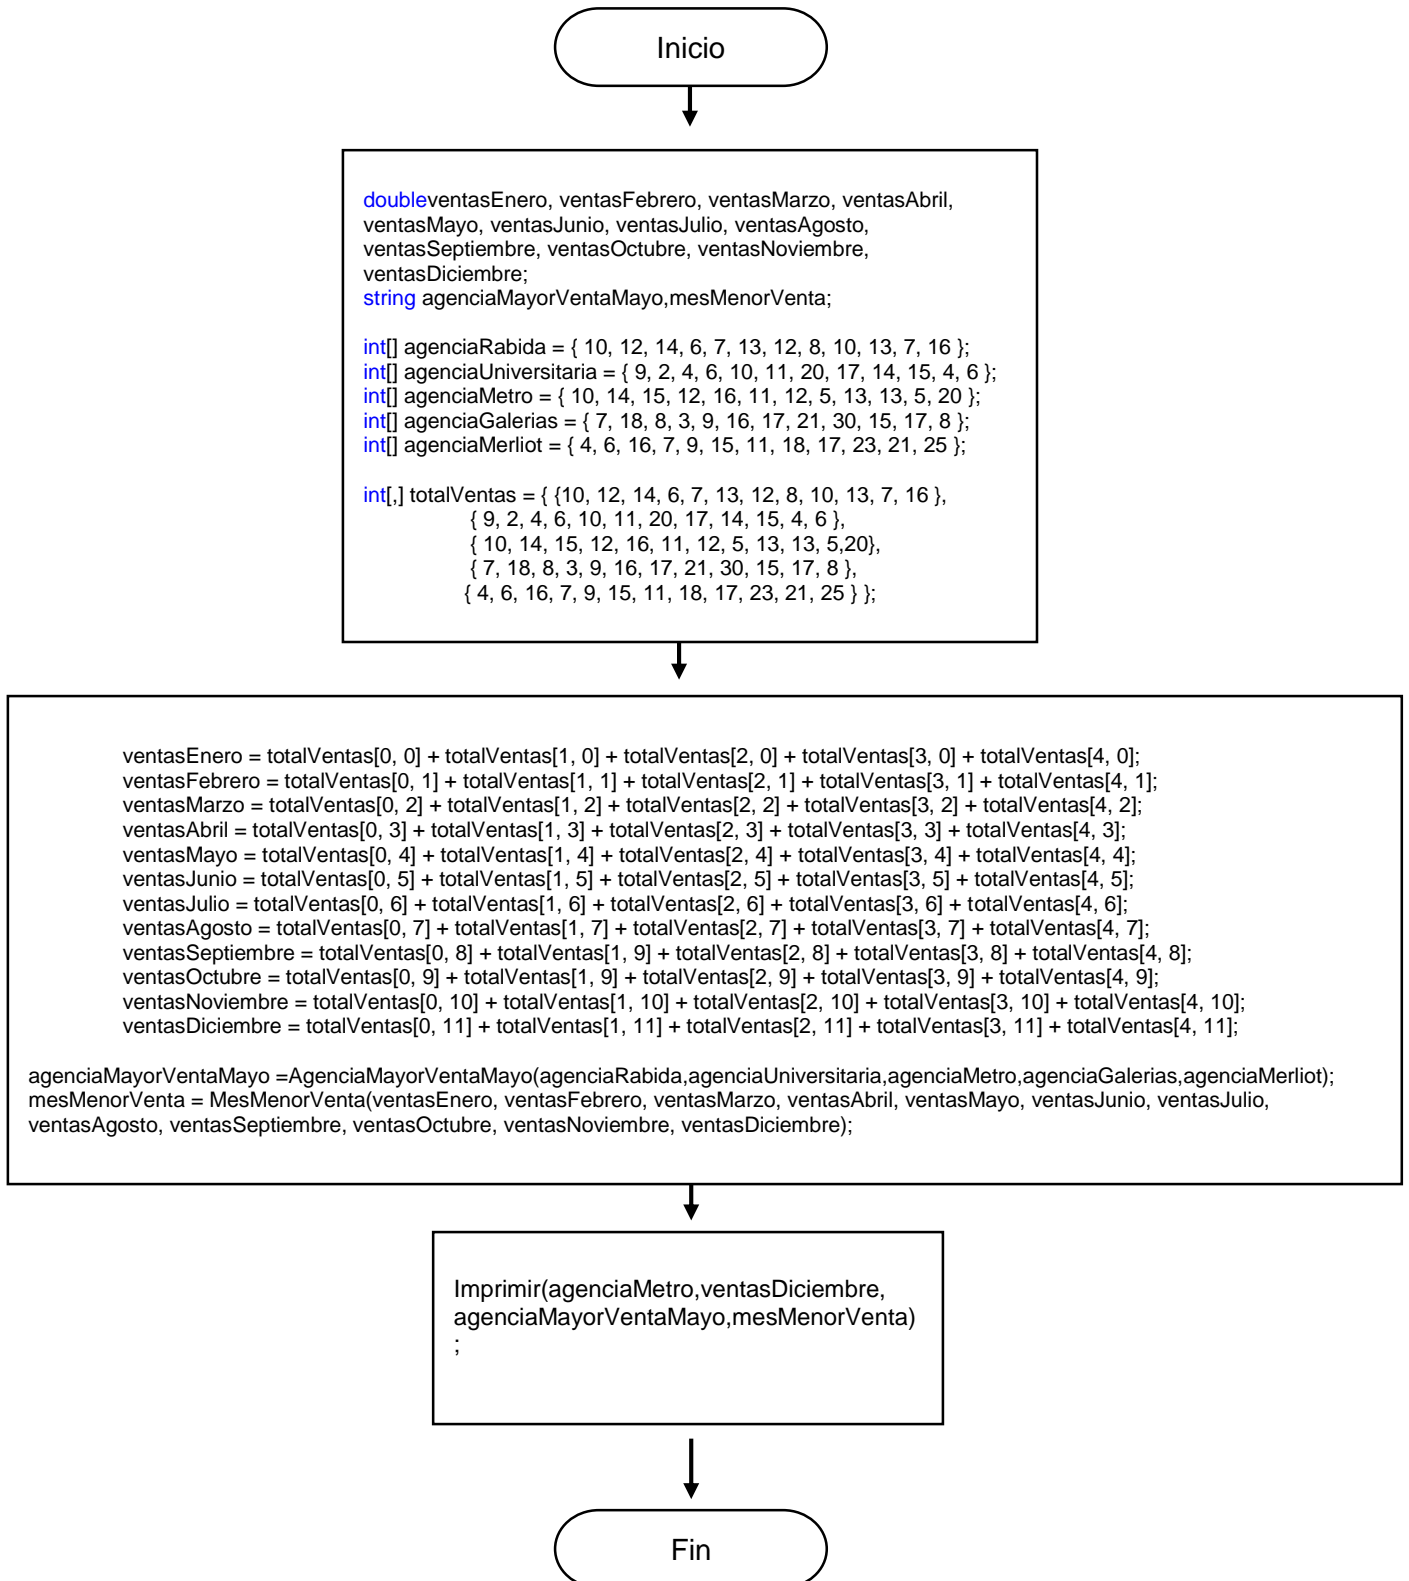 Inicio
doubleventasEnero, ventasFebrero, ventasMarzo, ventasAbril,
ventasMayo, ventasJunio, ventasJulio, ventasAgosto,
ventasSeptiembre, ventasOctubre, ventasNoviembre,
ventasDiciembre;
string agenciaMayorVentaMayo,mesMenorVenta;
int[] agenciaRabida = { 10, 12, 14, 6, 7, 13, 12, 8, 10, 13, 7, 16 };
int[] agenciaUniversitaria = { 9, 2, 4, 6, 10, 11, 20, 17, 14, 15, 4, 6 };
int[] agenciaMetro = { 10, 14, 15, 12, 16, 11, 12, 5, 13, 13, 5, 20 };
int[] agenciaGalerias = { 7, 18, 8, 3, 9, 16, 17, 21, 30, 15, 17, 8 };
int[] agenciaMerliot = { 4, 6, 16, 7, 9, 15, 11, 18, 17, 23, 21, 25 };
int[,] totalVentas = { {10, 12, 14, 6, 7, 13, 12, 8, 10, 13, 7, 16 },
{ 9, 2, 4, 6, 10, 11, 20, 17, 14, 15, 4, 6 },
{ 10, 14, 15, 12, 16, 11, 12, 5, 13, 13, 5,20},
{ 7, 18, 8, 3, 9, 16, 17, 21, 30, 15, 17, 8 },
{ 4, 6, 16, 7, 9, 15, 11, 18, 17, 23, 21, 25 } };
ventasEnero = totalVentas[0, 0] + totalVentas[1, 0] + totalVentas[2, 0] + totalVentas[3, 0] + totalVentas[4, 0];
ventasFebrero = totalVentas[0, 1] + totalVentas[1, 1] + totalVentas[2, 1] + totalVentas[3, 1] + totalVentas[4, 1];
ventasMarzo = totalVentas[0, 2] + totalVentas[1, 2] + totalVentas[2, 2] + totalVentas[3, 2] + totalVentas[4, 2];
ventasAbril = totalVentas[0, 3] + totalVentas[1, 3] + totalVentas[2, 3] + totalVentas[3, 3] + totalVentas[4, 3];
ventasMayo = totalVentas[0, 4] + totalVentas[1, 4] + totalVentas[2, 4] + totalVentas[3, 4] + totalVentas[4, 4];
ventasJunio = totalVentas[0, 5] + totalVentas[1, 5] + totalVentas[2, 5] + totalVentas[3, 5] + totalVentas[4, 5];
ventasJulio = totalVentas[0, 6] + totalVentas[1, 6] + totalVentas[2, 6] + totalVentas[3, 6] + totalVentas[4, 6];
ventasAgosto = totalVentas[0, 7] + totalVentas[1, 7] + totalVentas[2, 7] + totalVentas[3, 7] + totalVentas[4, 7];
ventasSeptiembre = totalVentas[0, 8] + totalVentas[1, 9] + totalVentas[2, 8] + totalVentas[3, 8] + totalVentas[4, 8];
ventasOctubre = totalVentas[0, 9] + totalVentas[1, 9] + totalVentas[2, 9] + totalVentas[3, 9] + totalVentas[4, 9];
ventasNoviembre = totalVentas[0, 10] + totalVentas[1, 10] + totalVentas[2, 10] + totalVentas[3, 10] + totalVentas[4, 10];
ventasDiciembre = totalVentas[0, 11] + totalVentas[1, 11] + totalVentas[2, 11] + totalVentas[3, 11] + totalVentas[4, 11];
agenciaMayorVentaMayo =AgenciaMayorVentaMayo(agenciaRabida,agenciaUniversitaria,agenciaMetro,agenciaGalerias,agenciaMerliot);
mesMenorVenta = MesMenorVenta(ventasEnero, ventasFebrero, ventasMarzo, ventasAbril, ventasMayo, ventasJunio, ventasJulio,
ventasAgosto, ventasSeptiembre, ventasOctubre, ventasNoviembre, ventasDiciembre);
Imprimir(agenciaMetro,ventasDiciembre,
agenciaMayorVentaMayo,mesMenorVenta)
;
Fin